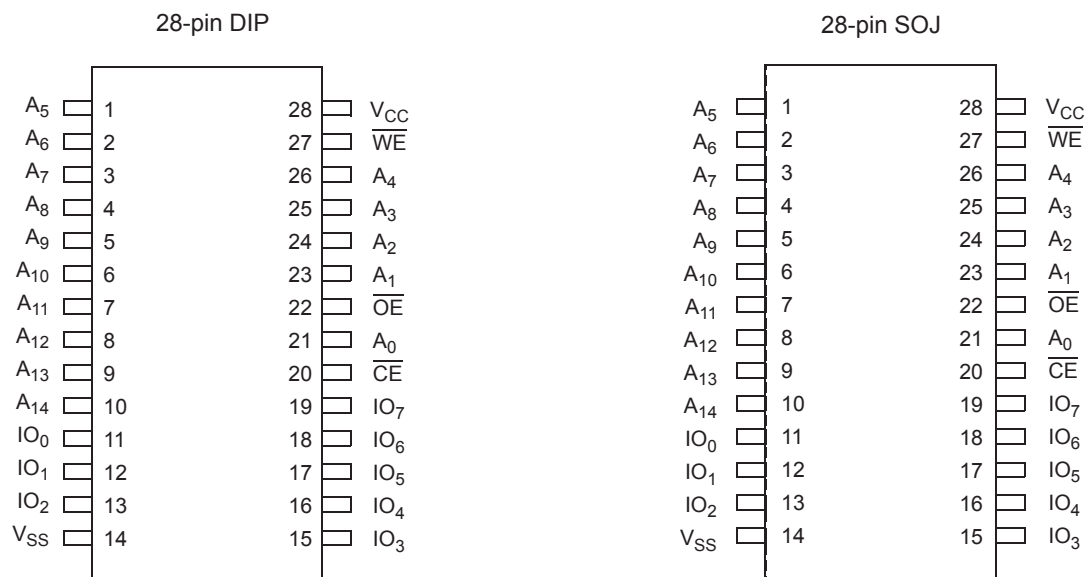 28-pin DIP
A5 1 28 VCC
A6 2 27 WE
A7 3 26 A4
A8 4 25 A3
A9 5 24 A2
A10 6 23 A1
A11 7 22 OE
A12 8 21 A0
A13 9 20 CE
A14 10 19 IO7
IO0 11 18 IO6
IO1 12 17 IO5
IO2 13 16 IO4
VSS 14 15 IO3
28-pin SOJ
A5 1 28 VCC
A6 2 27 WE
A7 3 26 A4
A8 4 25 A3
A9 5 24 A2
A10 6 23 A1
A11 7 22 OE
A12 8 21 A0
A13 9 20 CE
A14 10 19 IO7
IO0 11 18 IO6
IO1 12 17 IO5
IO2 13 16 IO4
VSS 14 15 IO3